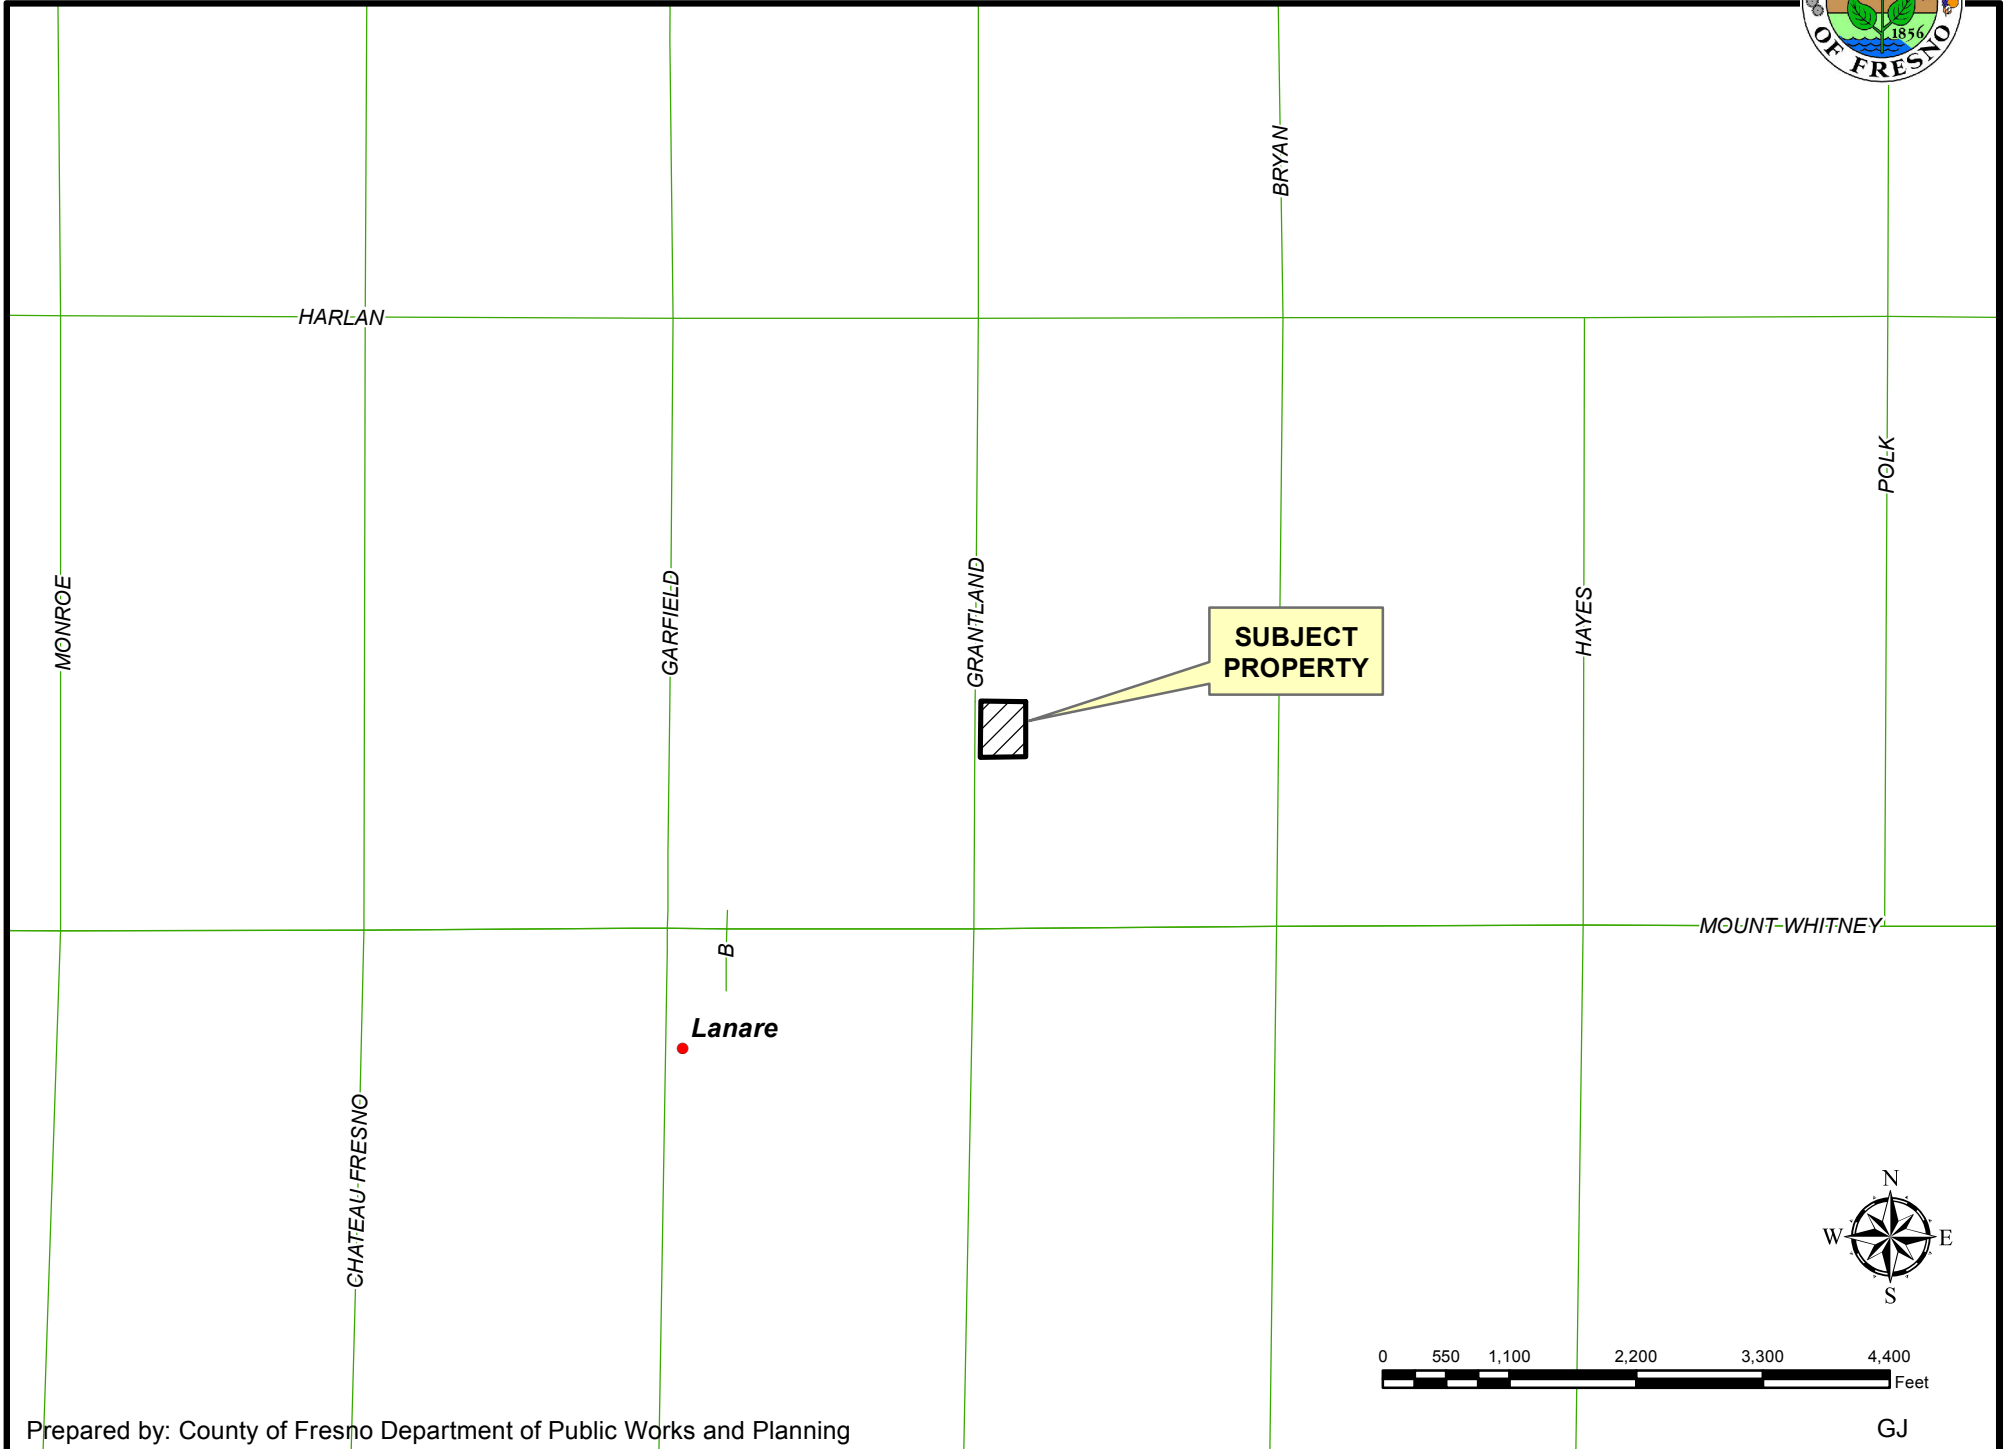 1856
OF FRESNO
BRYAN
HARLAN
POLK
MONROE
GARFIELD
GRANTLAND
HAYES
SUBJECT
PROPERTY
MOUNT WHITNEY
B
Lanare
CHATEAU FRESNO
N
W E
S
0 550 1,100 2,200 3,300 4,400
Feet
Prepared by: County of Fresno Department of Public Works and Planning
GJ